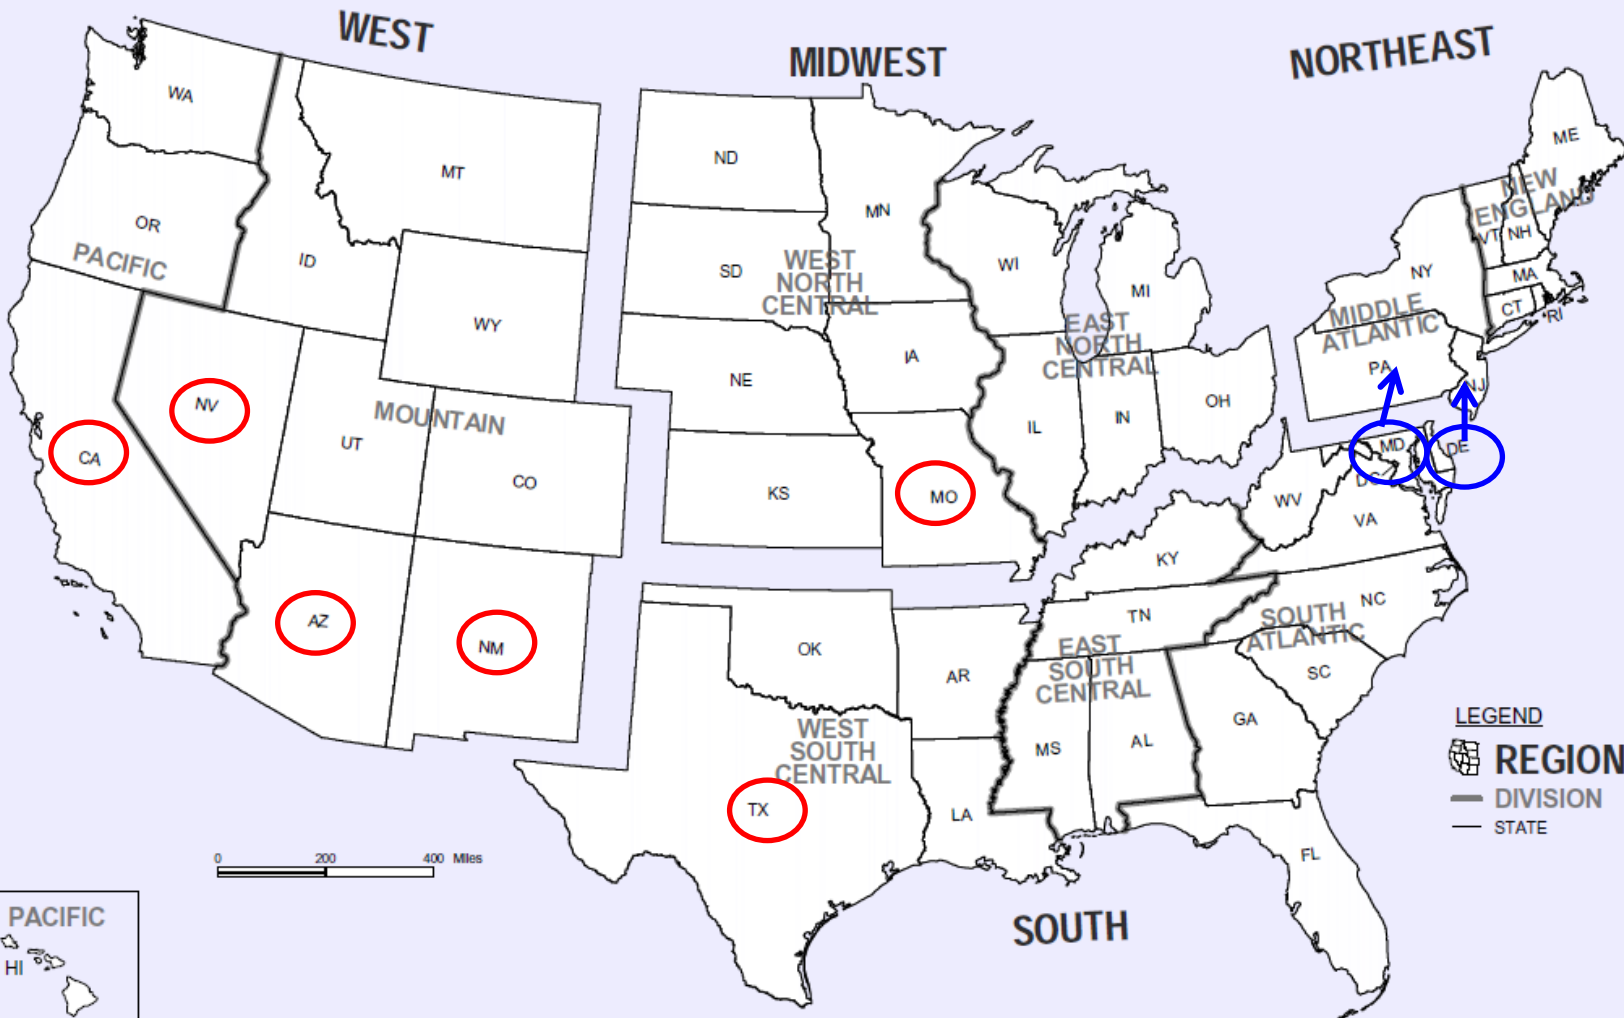 WEST
MIDWEST
NORTHEAST
WA
MT
ND
MN
ME
OR
ID
SD
WI
MI
NY
NEW
ENGLAND
VT
NH
MA
CT
RI
PACIFIC
WEST
NORTH
CENTRAL
EAST
NORTH
CENTRAL
MIDDLE
ATLANTIC
WY
NE
IA
PA
NJ
NV
MOUNTAIN
IL
IN
OH
CA
UT
CO
KS
MO
WV
MD
DE
DC
VA
KY
AZ
NM
OK
AR
TN
NC
SOUTH
ATLANTIC
EAST
SOUTH
CENTRAL
SC
WEST
SOUTH
CENTRAL
MS
AL
GA
TX
LA
FL
LEGEND
REGION
DIVISION
STATE
0 200 400 Miles
SOUTH
PACIFIC
HI